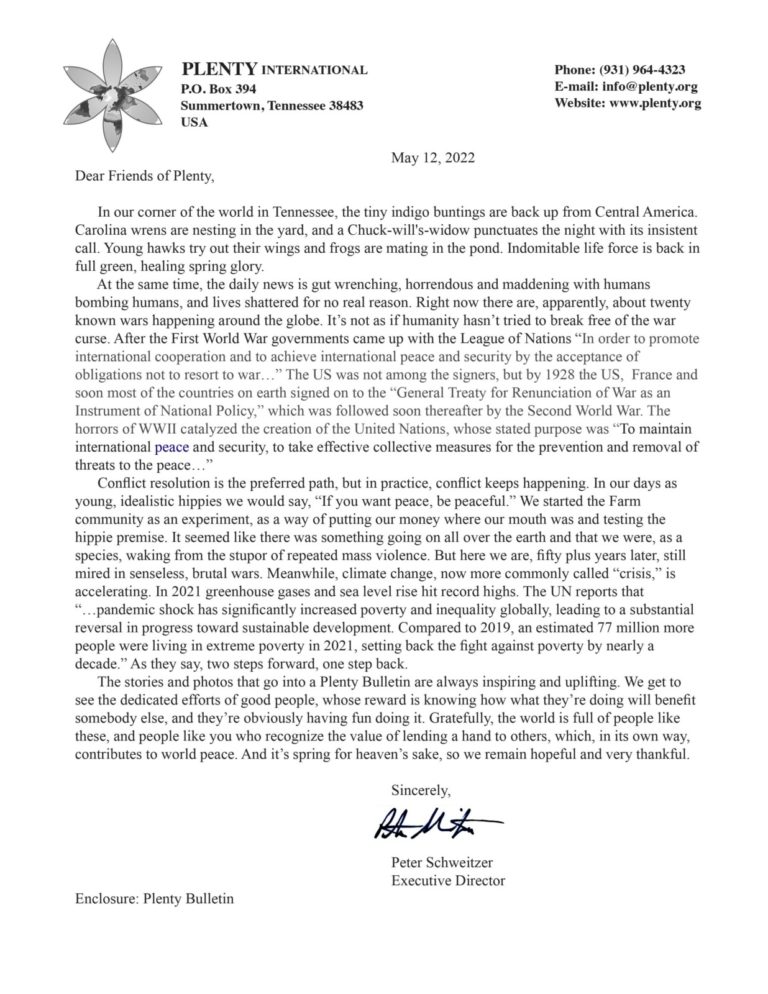 PLENTY INTERNATIONAL
P.O. Box 394
Summertown, Tennessee 38483
USA
Phone: (931) 964-4323
E-mail: info@plenty.org
Website: www.plenty.org
May 12, 2022
Dear Friends of Plenty,
In our corner of the world in Tennessee, the tiny indigo buntings are back up from Central America.
Carolina wrens are nesting in the yard, and a Chuck-will's-widow punctuates the night with its insistent
call. Young hawks try out their wings and frogs are mating in the pond. Indomitable life force is back in
full green, healing spring glory.
At the same time, the daily news is gut wrenching, horrendous and maddening with humans
bombing humans, and lives shattered for no real reason. Right now there are, apparently, about twenty
known wars happening around the globe. It’s not as if humanity hasn’t tried to break free of the war
curse. After the First World War governments came up with the League of Nations “In order to promote
international cooperation and to achieve international peace and security by the acceptance of
obligations not to resort to war…” The US was not among the signers, but by 1928 the US,  France and
soon most of the countries on earth signed on to the “General Treaty for Renunciation of War as an
Instrument of National Policy,” which was followed soon thereafter by the Second World War. The
horrors of WWII catalyzed the creation of the United Nations, whose stated purpose was “To maintain
international peace and security, to take effective collective measures for the prevention and removal of
threats to the peace…”
Conflict resolution is the preferred path, but in practice, conflict keeps happening. In our days as
young, idealistic hippies we would say, “If you want peace, be peaceful.” We started the Farm
community as an experiment, as a way of putting our money where our mouth was and testing the
hippie premise. It seemed like there was something going on all over the earth and that we were, as a
species, waking from the stupor of repeated mass violence. But here we are, fifty plus years later, still
mired in senseless, brutal wars. Meanwhile, climate change, now more commonly called “crisis,” is
accelerating. In 2021 greenhouse gases and sea level rise hit record highs. The UN reports that
“…pandemic shock has significantly increased poverty and inequality globally, leading to a substantial
reversal in progress toward sustainable development. Compared to 2019, an estimated 77 million more
people were living in extreme poverty in 2021, setting back the fight against poverty by nearly a
decade.” As they say, two steps forward, one step back.
The stories and photos that go into a Plenty Bulletin are always inspiring and uplifting. We get to
see the dedicated efforts of good people, whose reward is knowing how what they’re doing will benefit
somebody else, and they’re obviously having fun doing it. Gratefully, the world is full of people like
these, and people like you who recognize the value of lending a hand to others, which, in its own way,
contributes to world peace. And it’s spring for heaven’s sake, so we remain hopeful and very thankful.
Sincerely,
Peter Schweitzer
Executive Director
Enclosure: Plenty Bulletin